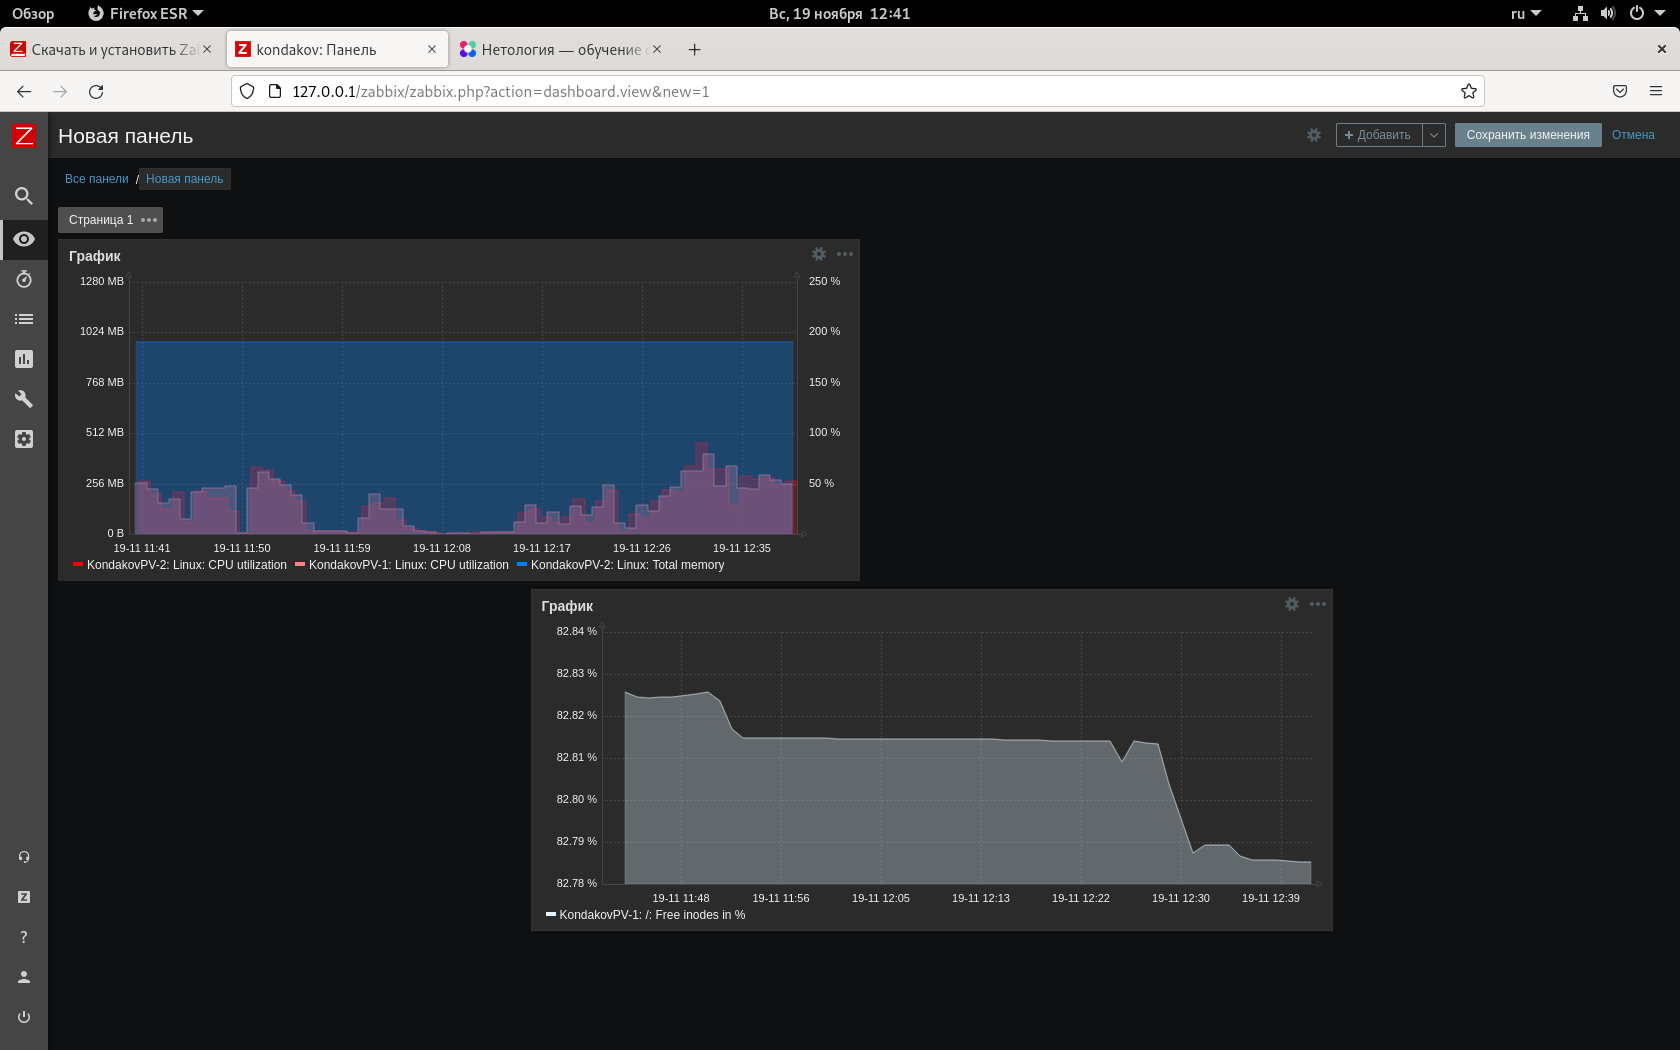 Обзор Firefox ESR Вс, 19 ноября 12:41 ru
Скачать и установить Za kondakov: Панель Нетология — обучение
127.0.0.1/zabbix/zabbix.php?action=dashboard.view&new=1
Z Новая панель + Добавить Сохранить изменения Отмена
Все панели / Новая панель
Страница 1
График
1280 MB 250 %
1024 MB 200 %
768 MB 150 %
512 MB 100 %
256 MB 50 %
0 B
19-11 11:41 19-11 11:50 19-11 11:59 19-11 12:08 19-11 12:17 19-11 12:26 19-11 12:35
KondakovPV-2: Linux: CPU utilization KondakovPV-1: Linux: CPU utilization KondakovPV-2: Linux: Total memory
График
82.84 %
82.83 %
82.82 %
82.81 %
82.80 %
82.79 %
82.78 %
19-11 11:48 19-11 11:56 19-11 12:05 19-11 12:13 19-11 12:22 19-11 12:30 19-11 12:39
KondakovPV-1: /: Free inodes in %
Z
?